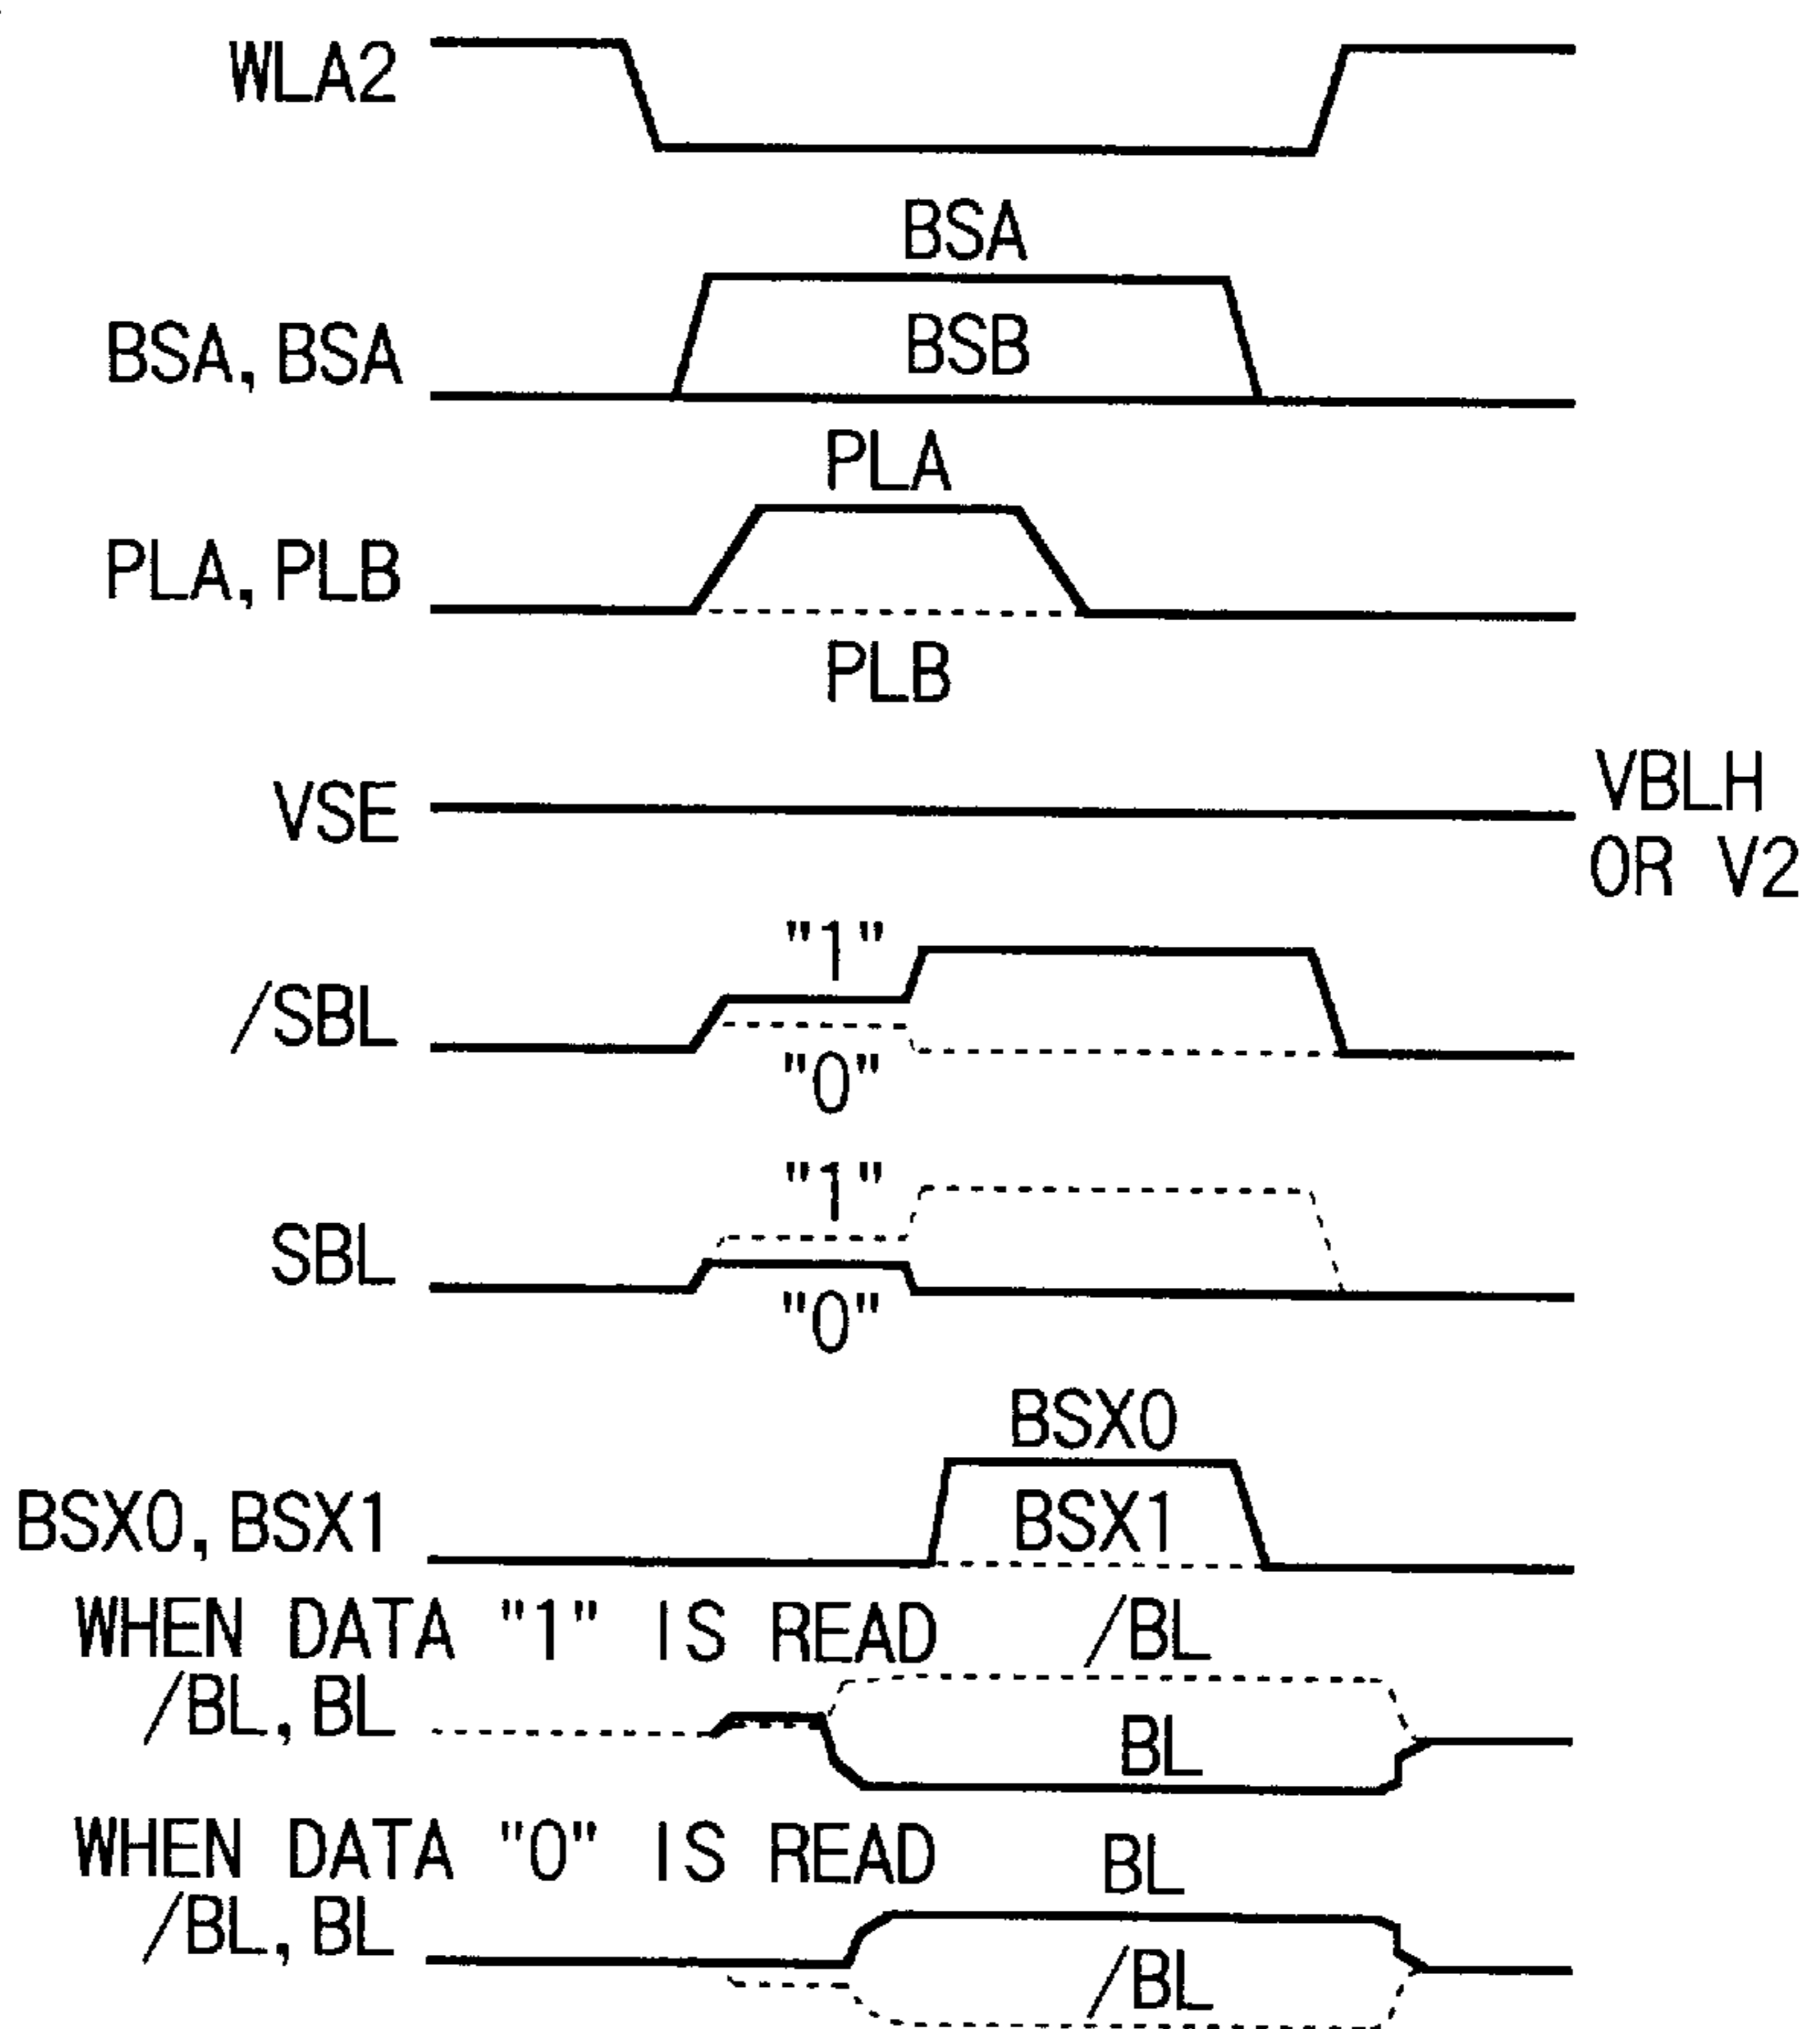 WLA2
BSA
BSA, BSA
BSB
PLA
PLA, PLB
PLB
VSE
VBLH
OR V2
"1"
/SBL
"0"
"1"
SBL
"0"
BSX0
BSX0, BSX1
BSX1
WHEN DATA "1" IS READ
/BL
/BL, BL
BL
WHEN DATA "0" IS READ
BL
/BL, BL
/BL